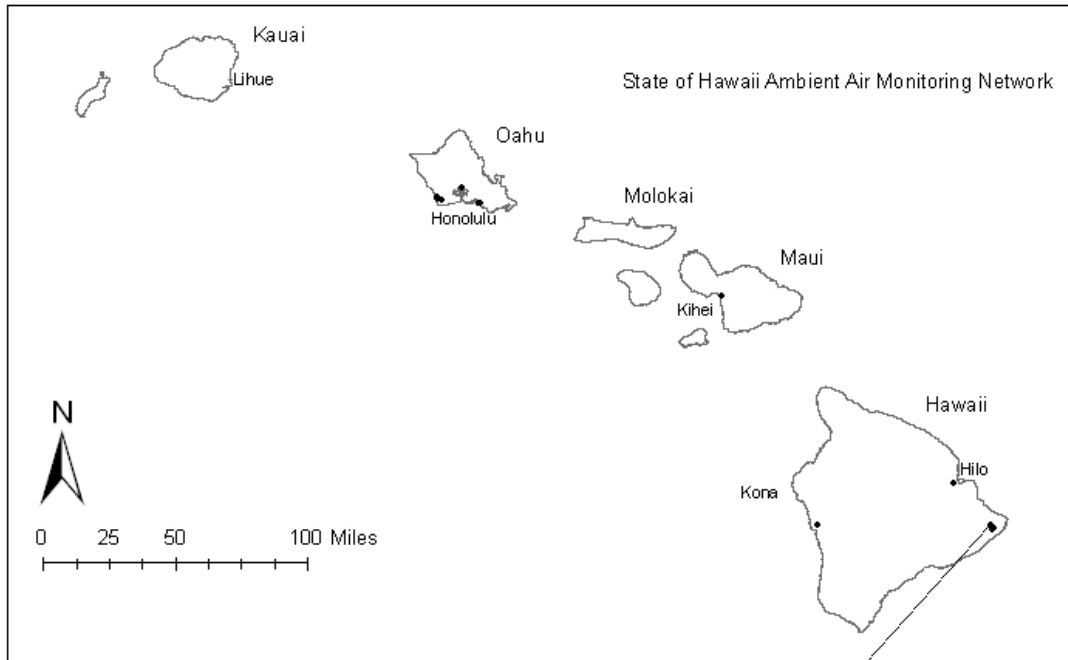 Kauai
Lihue
State of Hawaii Ambient Air Monitoring Network
Oahu
Honolulu
Molokai
Maui
Kihei
Hawaii
Hilo
Kona
N
0 25 50 100 Miles